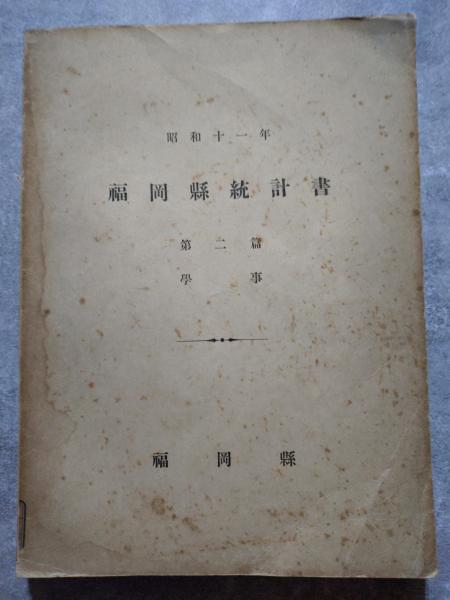 昭和十一年
福岡縣統計書
第二篇
學事
福岡縣